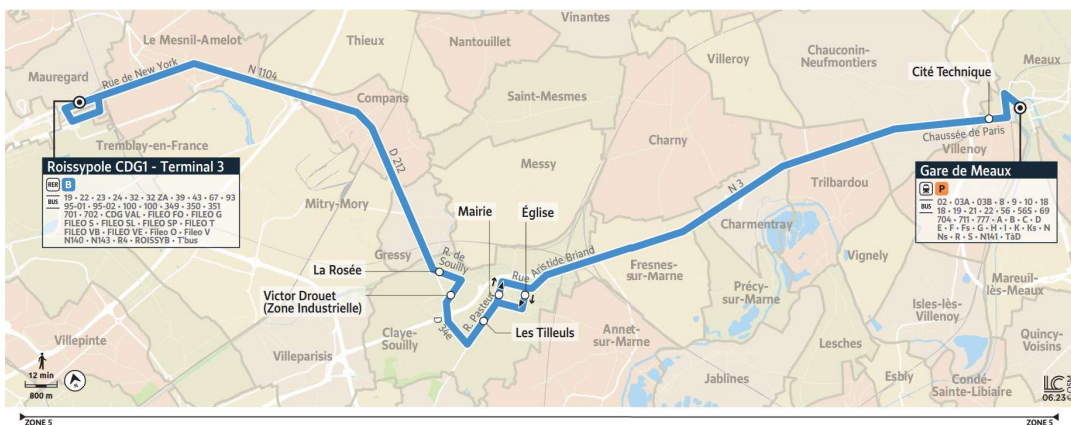 Vinantes
Le Mesnil-Amelot
Thieux
Nantouillet
Chauconin-
Neufmontiers
Meaux
Villeroy
Cité Technique
Mauregard
Rue de New York
N 1104
Compans
Saint-Mesmes
Charny
Chaussée de Paris
Villenoy
Tremblay-en-France
D 212
Messy
Roissypole CDG1 - Terminal 3
RER B
BUS
19 • 22 • 23 • 24 • 32 • 32 ZA • 39 • 43 • 67 • 93
95-01 • 95-02 • 100 • 100 • 349 • 350 • 351
701 • 702 • CDG VAL • FILEO FO • FILEO G
FILEO S • FILEO SL • FILEO SP • FILEO T
FILEO VB • FILEO VE • Fileo O • Fileo V
N140 • N143 • R4 • ROISSYB • T'bus
Gare de Meaux
P
BUS
02 • 03A • 03B • 8 • 9 • 10 • 18
18 • 19 • 21 • 22 • 56 • 56S • 69
704 • 711 • 777 • A • B • C • D
E • F • Fs • G • H • I • K • Ks • N
Ns • R • S • N141 • TàD
N 3
Trilbardou
Mitry-Mory
Mairie
Église
Charmentray
Gressy
R. de
Souilly
Rue Aristide Briand
Vignely
La Rosée
Fresnes-
sur-Marne
Précy-
sur-Marne
Mareuil-
lès-Meaux
Victor Drouet
(Zone Industrielle)
R. Pasteur
Isles-lès-
Villenoy
D 34e
Claye-
Souilly
Les Tilleuls
Annet-
sur-Marne
Villepinte
Villeparisis
Lesches
Quincy-
Voisins
Jablines
Esbly
Condé-
Sainte-Libiaire
12 min
800 m
N
LC
06.23
©OSM
ZONE 5
ZONE 5